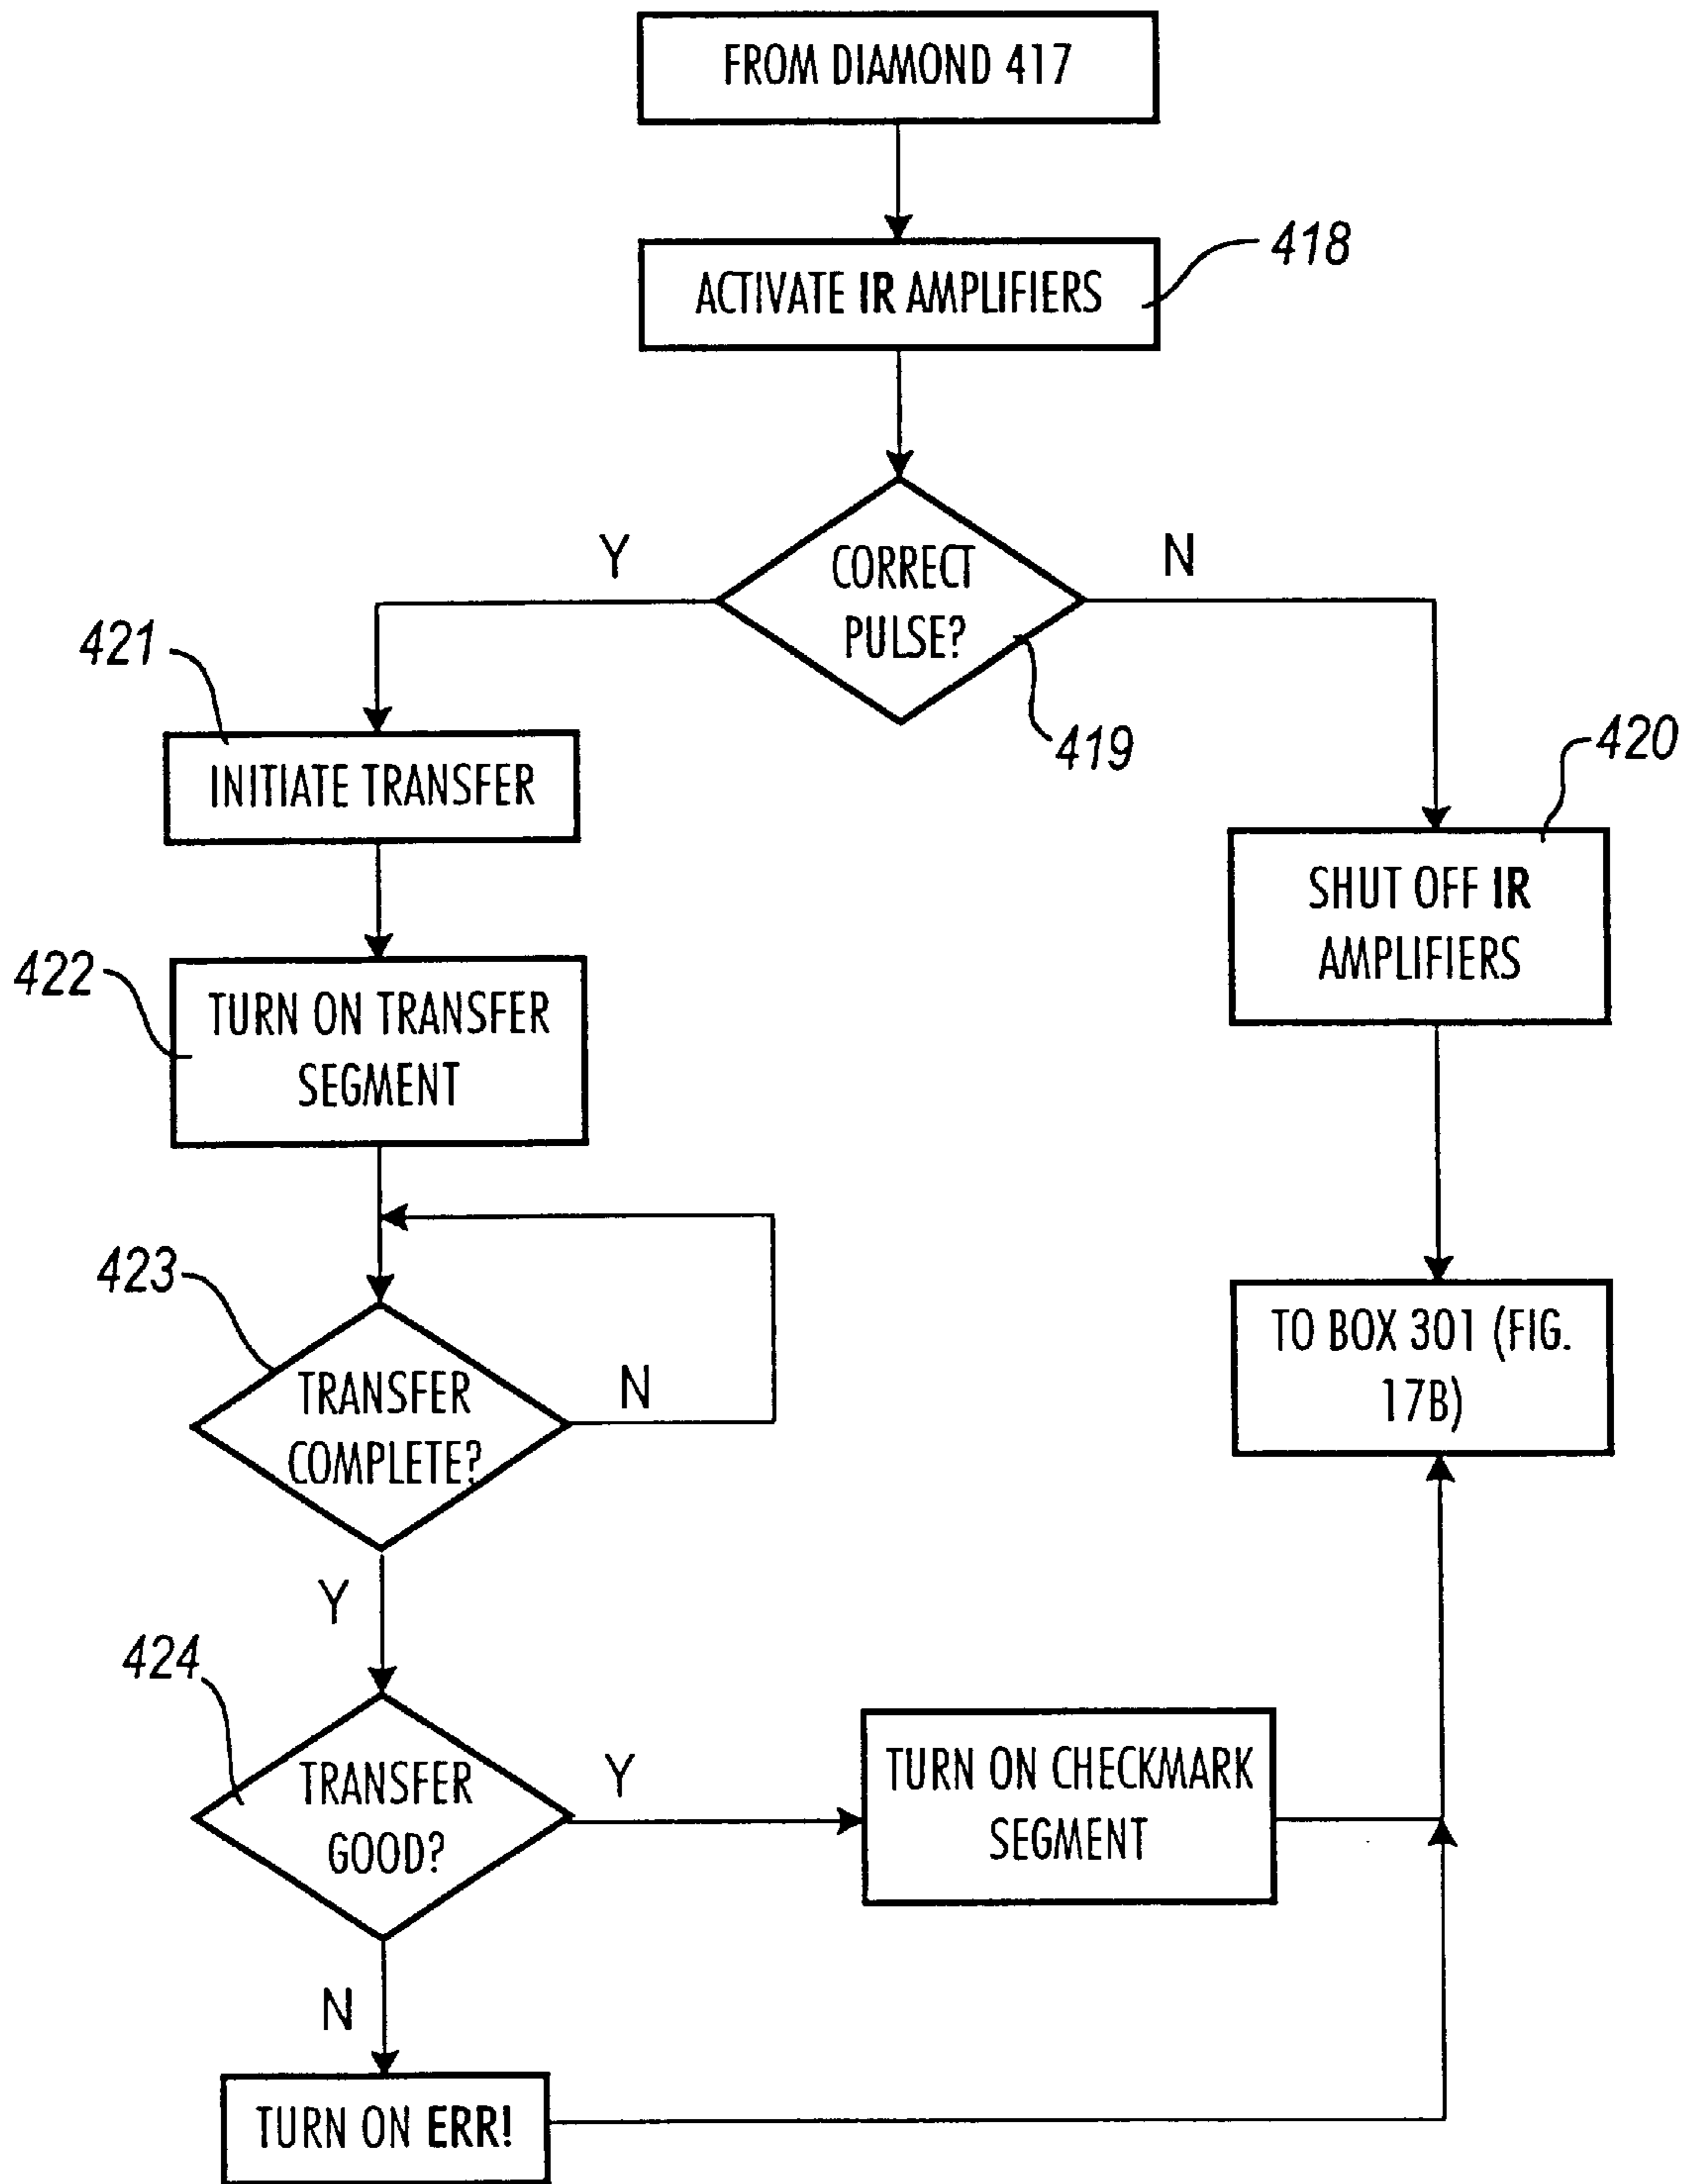 FROM DIAMOND 417
418
ACTIVATE IR AMPLIFIERS
Y
N
CORRECT
PULSE?
419
421
INITIATE TRANSFER
420
SHUT OFF IR
AMPLIFIERS
422
TURN ON TRANSFER
SEGMENT
423
TRANSFER
COMPLETE?
N
TO BOX 301 (FIG.
17B)
Y
424
TRANSFER
GOOD?
Y
TURN ON CHECKMARK
SEGMENT
N
TURN ON ERR!